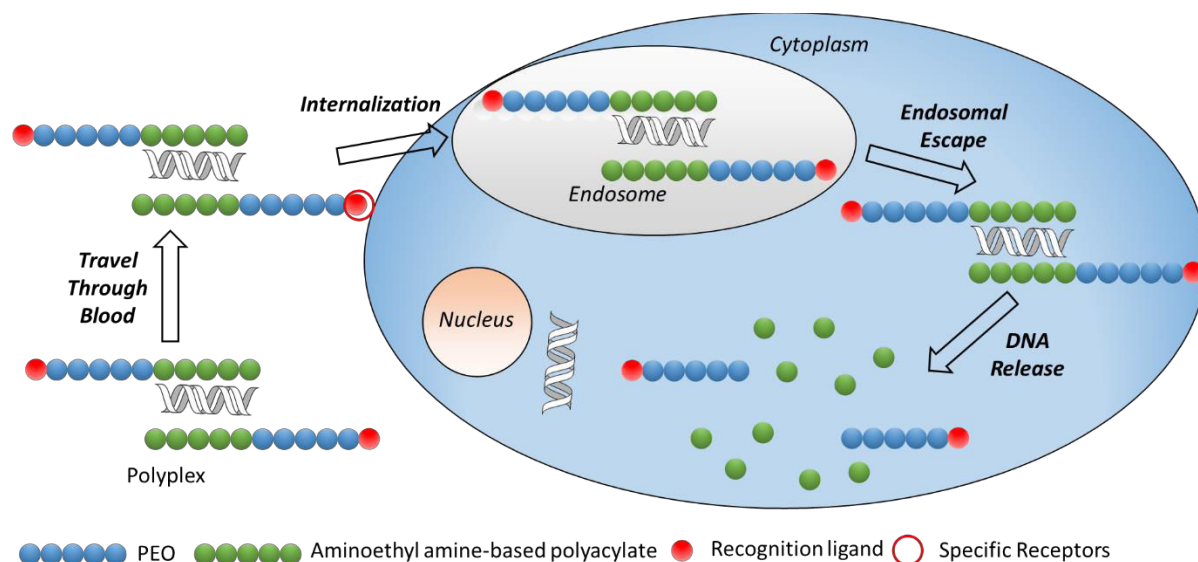 Cytoplasm
Internalization
Endosomal
Escape
Endosome
Travel
Through
Blood
Nucleus
DNA
Release
Polyplex
PEO
Aminoethyl amine-based polyacylate
Recognition ligand
Specific Receptors